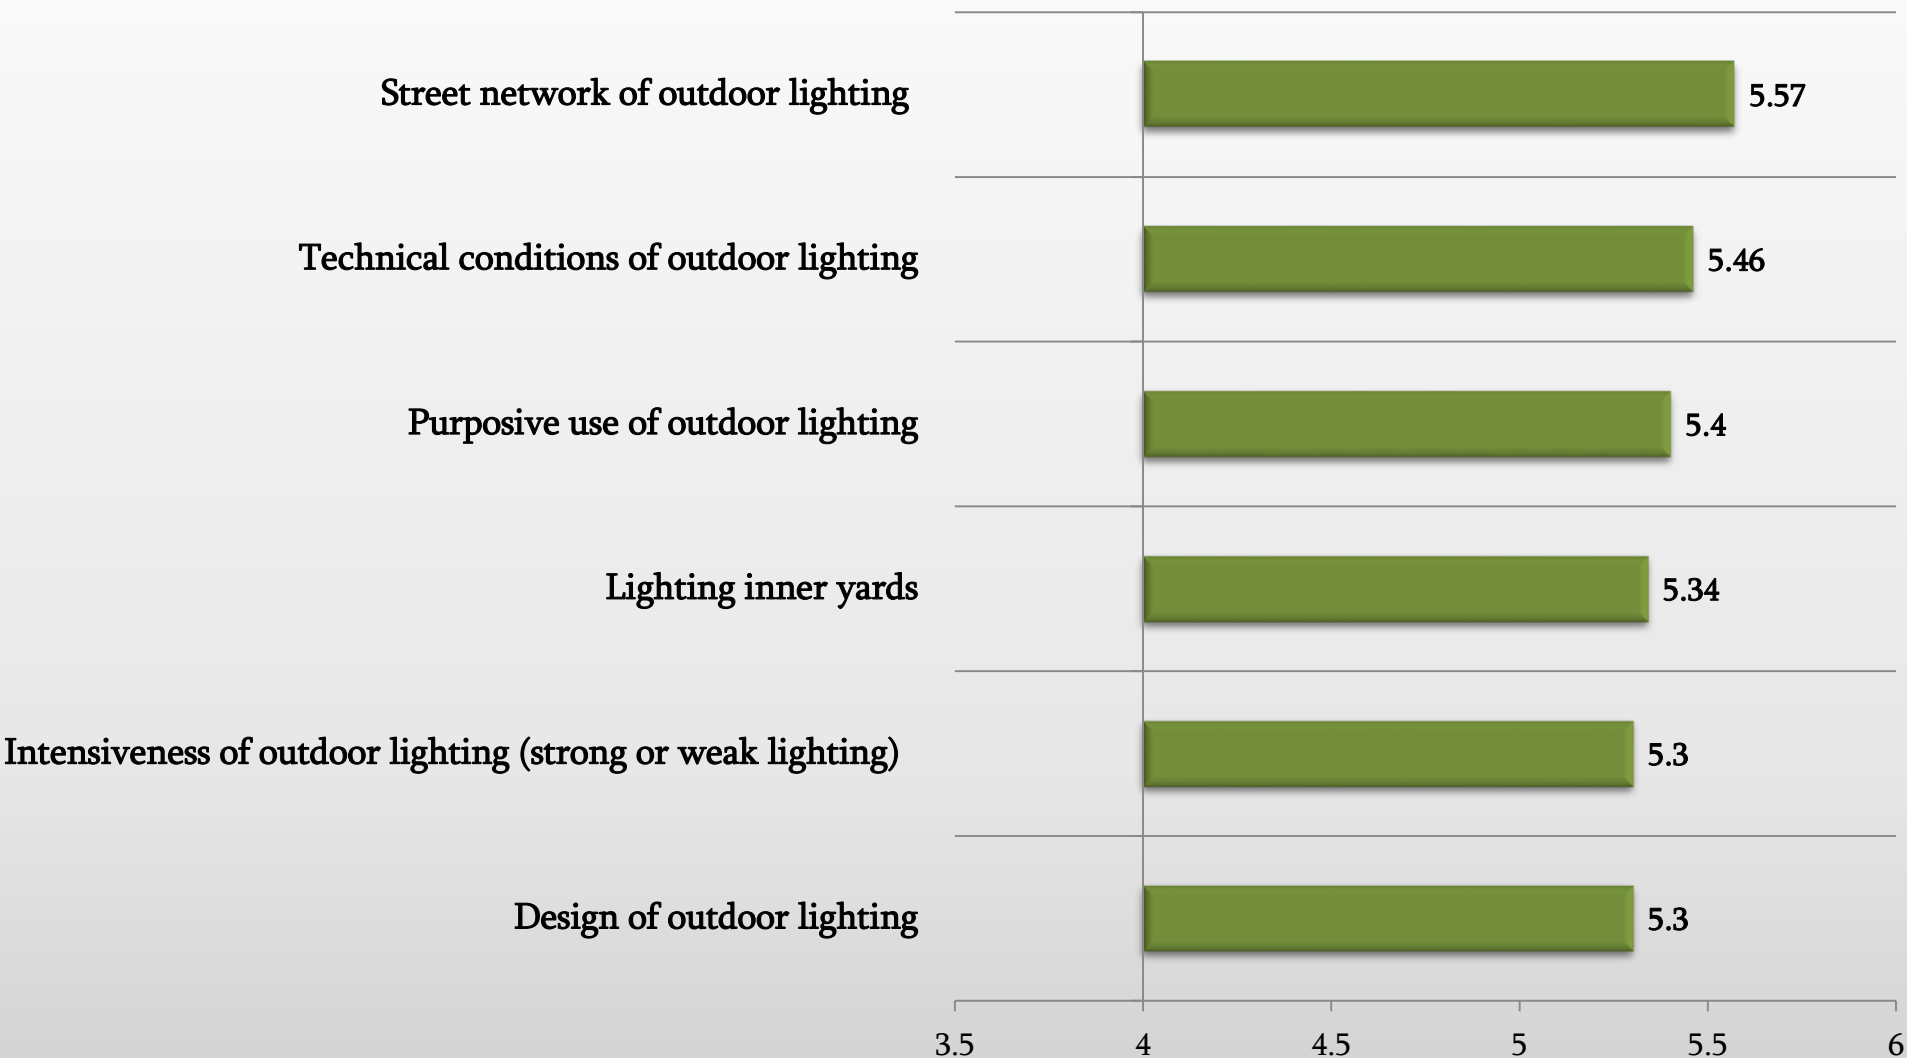 Street network of outdoor lighting 5.57
Technical conditions of outdoor lighting 5.46
Purposive use of outdoor lighting 5.4
Lighting inner yards 5.34
Intensiveness of outdoor lighting (strong or weak lighting) 5.3
Design of outdoor lighting 5.3
3.5 4 4.5 5 5.5 6